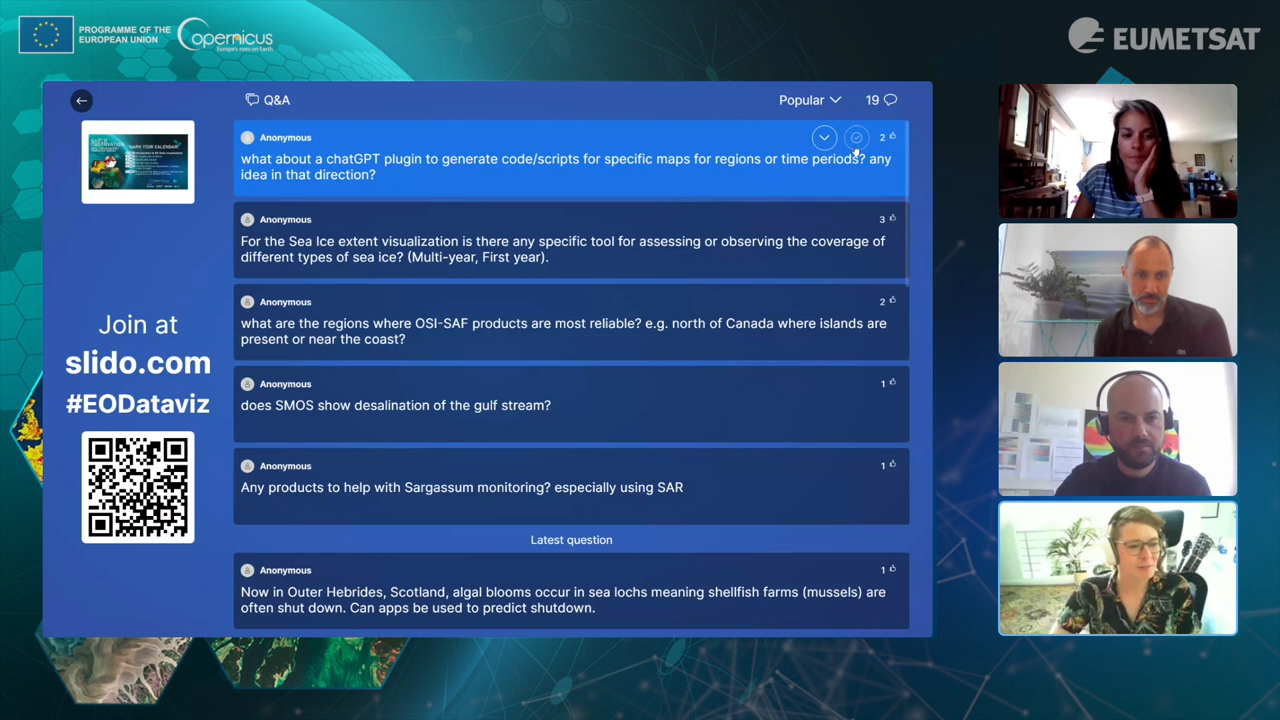 PROGRAMME OF THE
EUROPEAN UNION
opernicus
Europe's eyes on Earth
EUMETSAT
Q&A
Popular
19
Anonymous
2
what about a chatGPT plugin to generate code/scripts for specific maps for regions or time periods? any
idea in that direction?
Anonymous
3
For the Sea Ice extent visualization is there any specific tool for assessing or observing the coverage of
different types of sea ice? (Multi-year, First year).
Anonymous
2
what are the regions where OSI-SAF products are most reliable? e.g. north of Canada where islands are
present or near the coast?
Anonymous
1
does SMOS show desalination of the gulf stream?
Anonymous
1
Any products to help with Sargassum monitoring? especially using SAR
Latest question
Anonymous
1
Now in Outer Hebrides, Scotland, algal blooms occur in sea lochs meaning shellfish farms (mussels) are
often shut down. Can apps be used to predict shutdown.
Join at
slido.com
#EODataviz